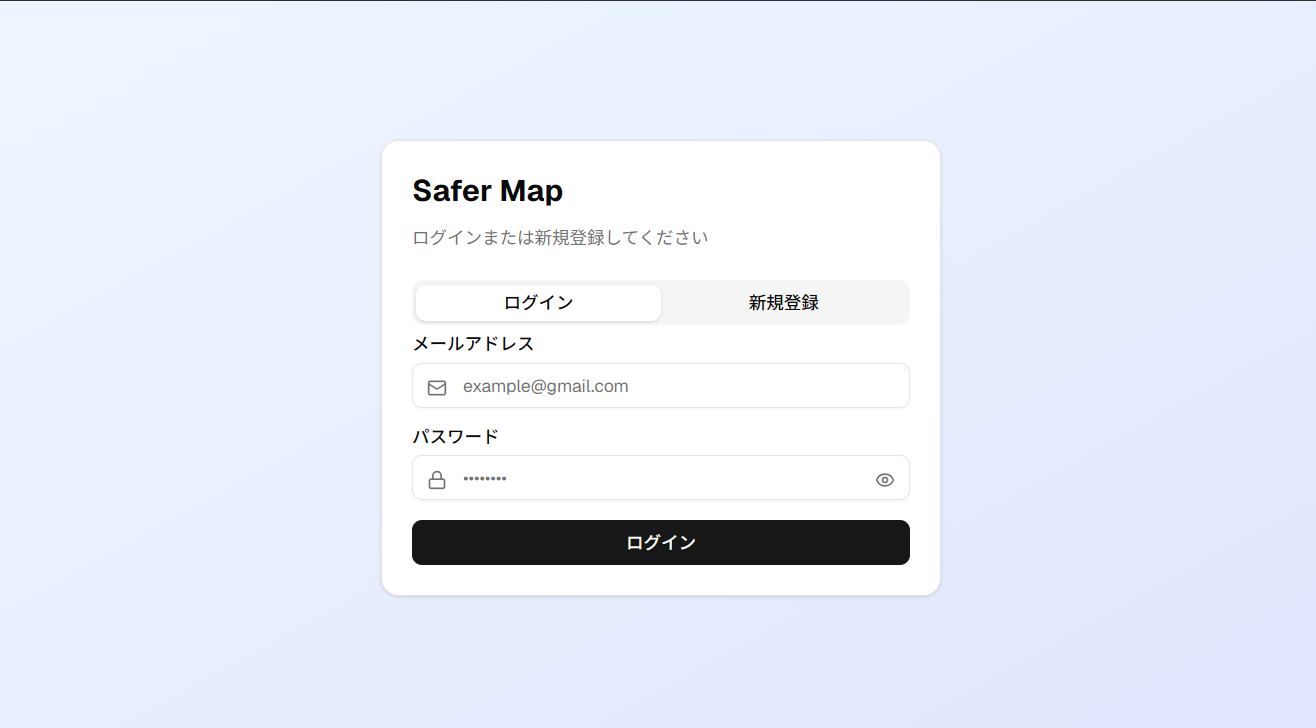 Safer Map
ログインまたは新規登録してください
ログイン 新規登録
メールアドレス
example@gmail.com
パスワード
••••••••
ログイン